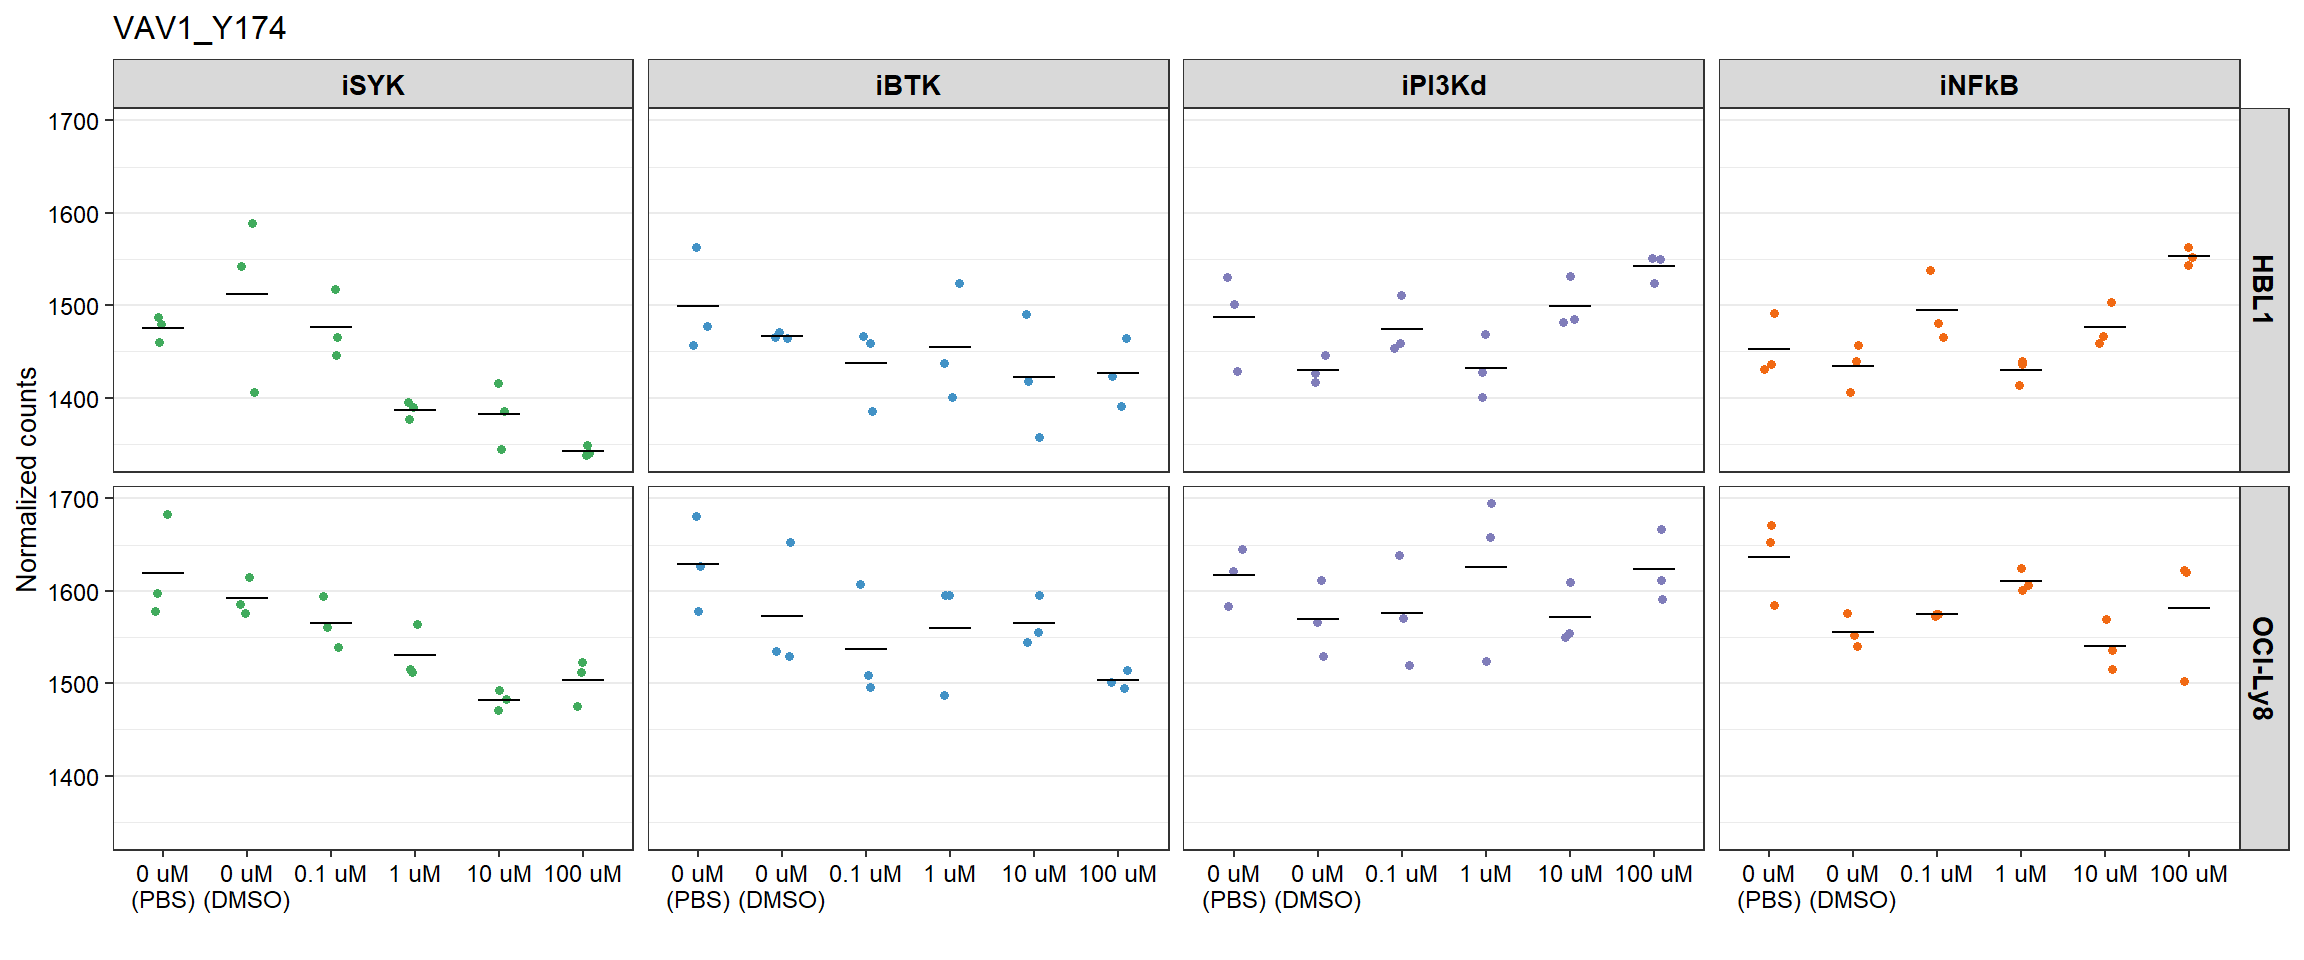 VAV1_Y174
iSYK iBTK iPI3Kd iNFkB
Normalized counts
1700
1600
1500
1400
HBL1
1700
1600
1500
1400
OCI-Ly8
0 uM 0 uM 0.1 uM 1 uM 10 uM 100 uM 0 uM 0 uM 0.1 uM 1 uM 10 uM 100 uM 0 uM 0 uM 0.1 uM 1 uM 10 uM 100 uM 0 uM 0 uM 0.1 uM 1 uM 10 uM 100 uM
(PBS) (DMSO) (PBS) (DMSO) (PBS) (DMSO) (PBS) (DMSO)